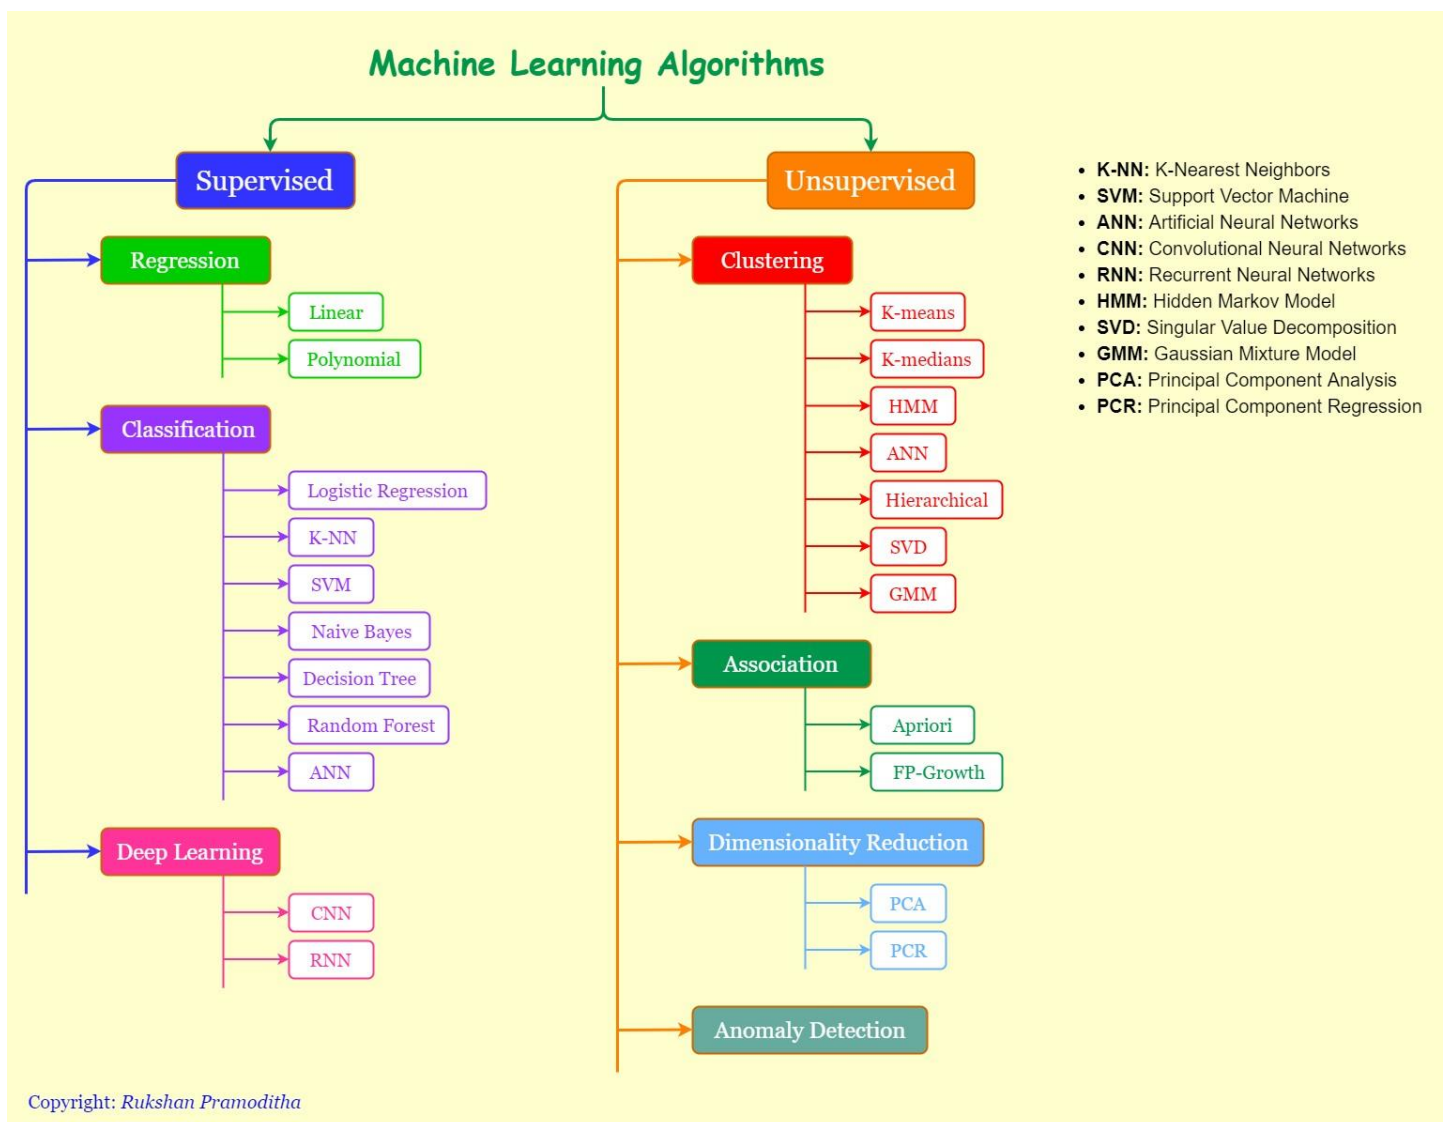 Machine Learning Algorithms
Supervised
Regression
Linear
Polynomial
Classification
Logistic Regression
K-NN
SVM
Naive Bayes
Decision Tree
Random Forest
ANN
Deep Learning
CNN
RNN
Unsupervised
Clustering
K-means
K-medians
HMM
ANN
Hierarchical
SVD
GMM
Association
Apriori
FP-Growth
Dimensionality Reduction
PCA
PCR
Anomaly Detection
• K-NN: K-Nearest Neighbors
• SVM: Support Vector Machine
• ANN: Artificial Neural Networks
• CNN: Convolutional Neural Networks
• RNN: Recurrent Neural Networks
• HMM: Hidden Markov Model
• SVD: Singular Value Decomposition
• GMM: Gaussian Mixture Model
• PCA: Principal Component Analysis
• PCR: Principal Component Regression
Copyright: Rukshan Pramoditha